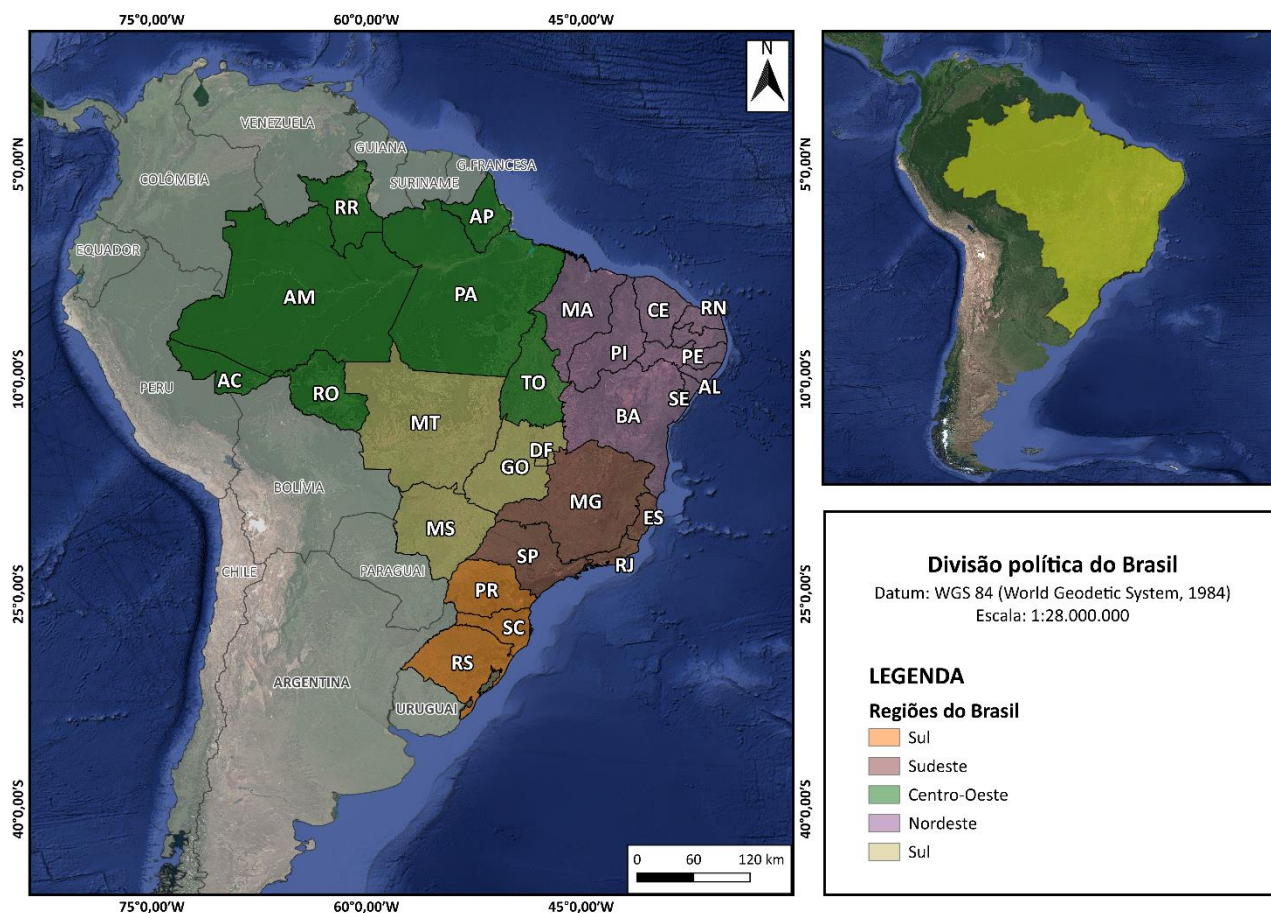 75°0,00’W 60°0,00’W 45°0,00’W
N
5°0,00’N
10°0,00’S
25°0,00’S
40°0,00’S
VENEZUELA
GUIANA
G.FRANCESA
SURINAME
COLÔMBIA
EQUADOR
PERU
BOLÍVIA
CHILE
PARAGUAI
ARGENTINA
URUGUAI
RR
AP
AM
PA
MA
CE
RN
PI
PE
AC
RO
TO
AL
SE
BA
MT
DF
GO
MG
ES
MS
SP
RJ
PR
SC
RS
0 60 120 km
75°0,00’W 60°0,00’W 45°0,00’W
5°0,00’N
10°0,00’S
25°0,00’S
40°0,00’S
Divisão política do Brasil
Datum: WGS 84 (World Geodetic System, 1984)
Escala: 1:28.000.000
LEGENDA
Regiões do Brasil
Sul
Sudeste
Centro-Oeste
Nordeste
Sul